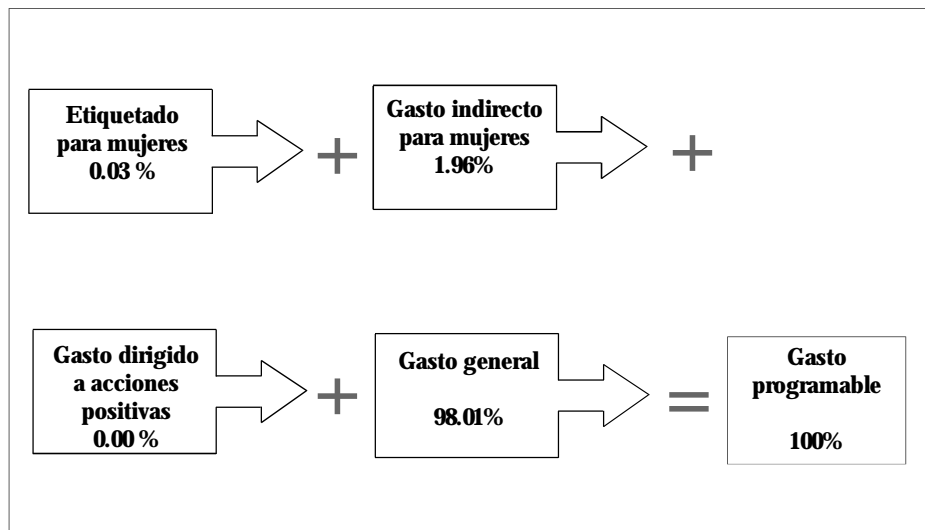 Etiquetado
para mujeres
0.03 %
+
Gasto indirecto
para mujeres
1.96%
+
Gasto dirigido
a acciones
positivas
0.00 %
+
Gasto general
98.01%
=
Gasto
programable
100%